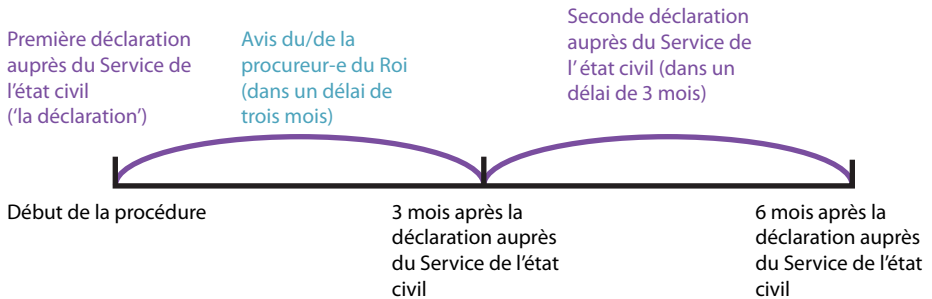 Première déclaration
auprès du Service de
l'état civil
('la déclaration')
Avis du/de la
procureur-e du Roi
(dans un délai de
trois mois)
Seconde déclaration
auprès du Service de
l' état civil (dans un
délai de 3 mois)
Début de la procédure
3 mois après la
déclaration auprès
du Service de l'état
civil
6 mois après la
déclaration auprès
du Service de l'état
civil